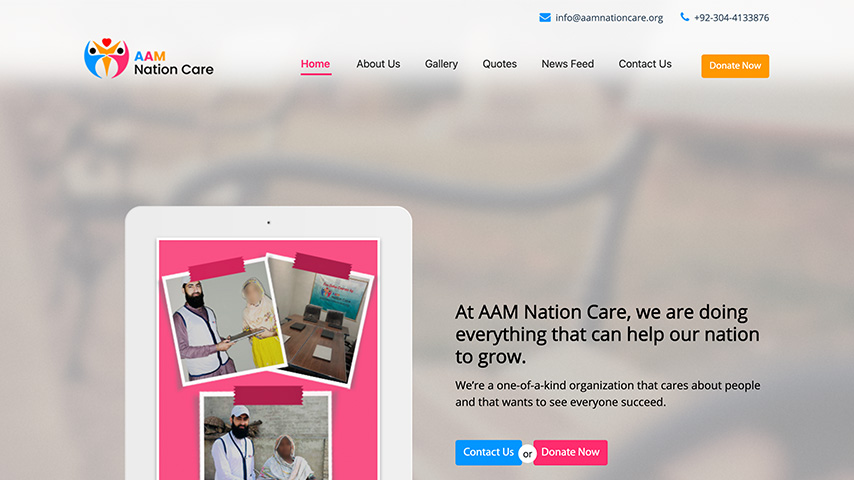 info@aamnationcare.org
+92-304-4133876
AAM
Nation Care
Home
About Us
Gallery
Quotes
News Feed
Contact Us
Donate Now
At AAM Nation Care, we are doing
everything that can help our nation
to grow.
We're a one-of-a-kind organization that cares about people
and that wants to see everyone succeed.
Contact Us
or
Donate Now